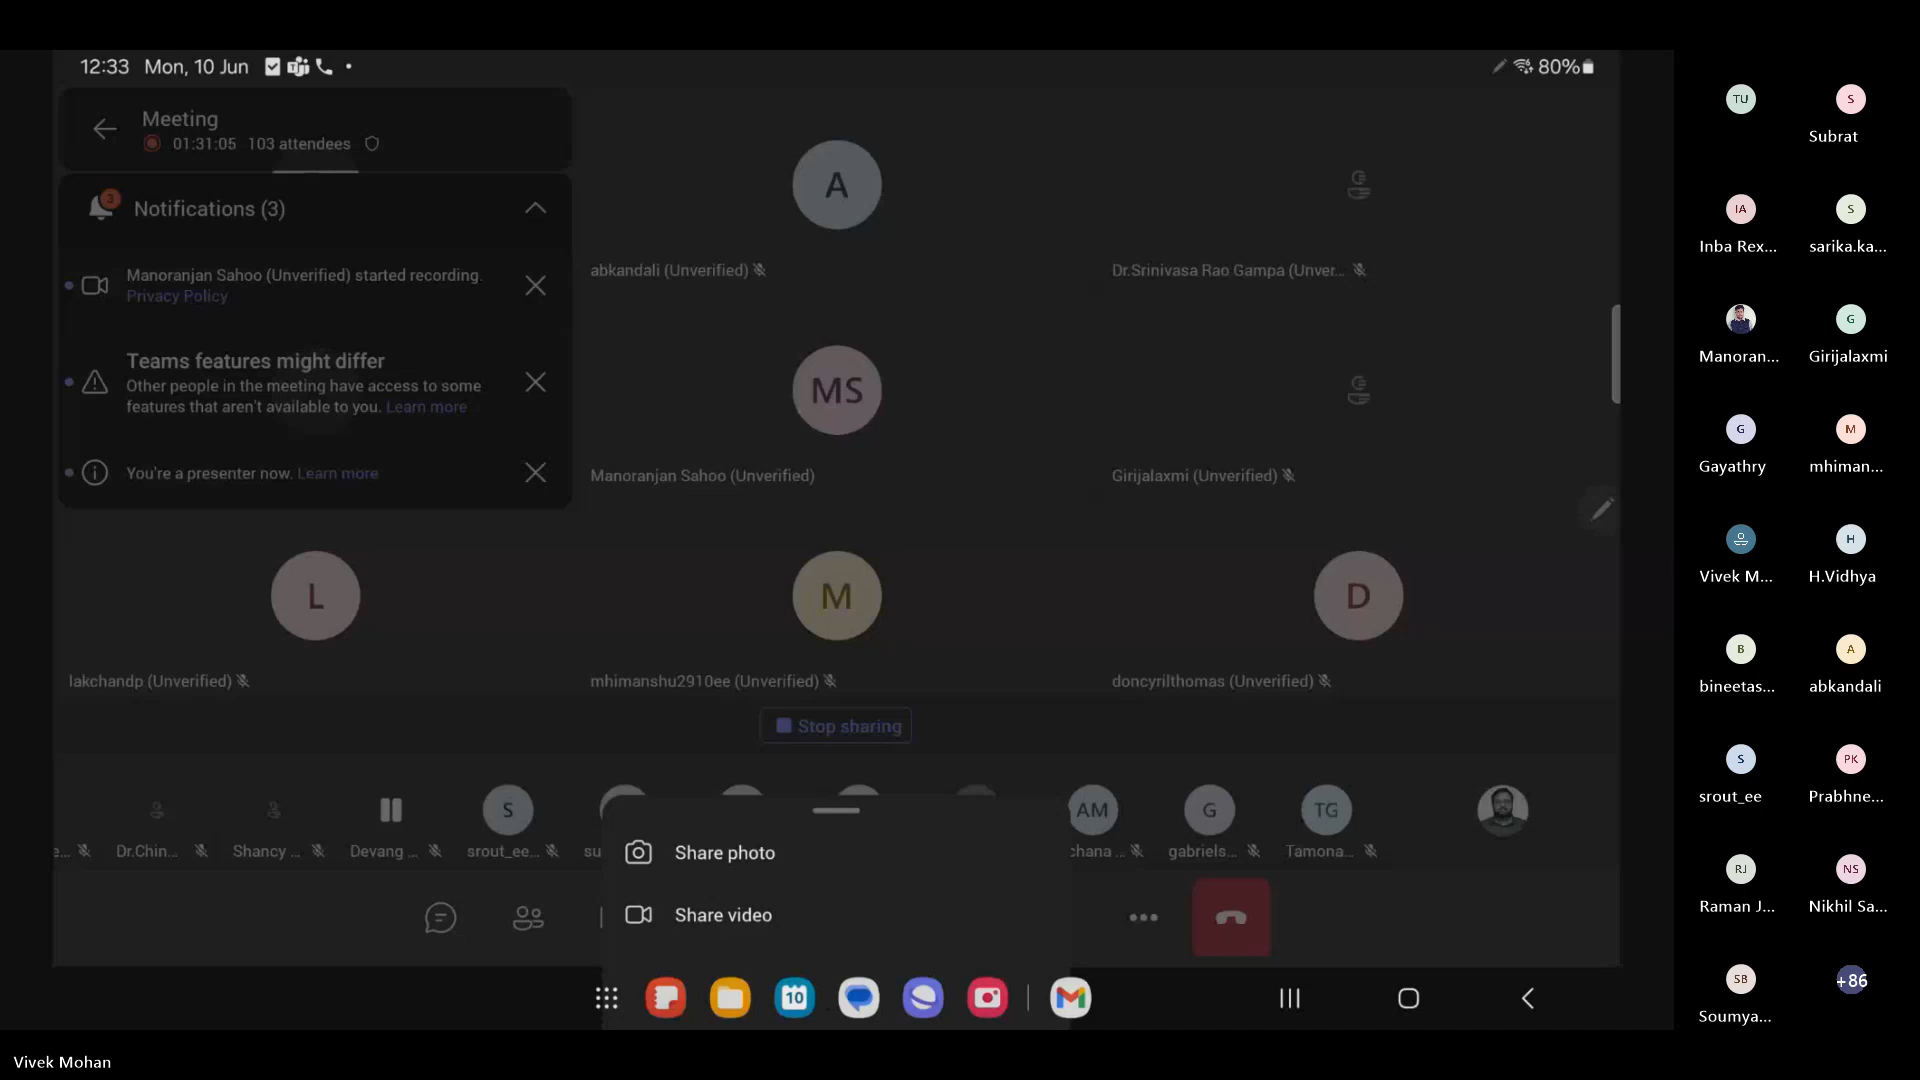 12:33 Mon, 10 Jun
80%
Meeting
01:31:05 103 attendees
3
Notifications (3)
Manoranjan Sahoo (Unverified) started recording.
Privacy Policy
Teams features might differ
Other people in the meeting have access to some
features that aren't available to you. Learn more
You're a presenter now. Learn more
A
abkandali (Unverified)
Dr.Srinivasa Rao Gampa (Unver...
MS
Manoranjan Sahoo (Unverified)
Girijalaxmi (Unverified)
L
M
D
lakchandp (Unverified)
mhimanshu2910ee (Unverified)
doncyrilthomas (Unverified)
Stop sharing
S
AM
G
TG
e...
Dr.Chin...
Shancy ...
Devang ...
srout_ee...
su
chana ...
gabriels...
Tamona...
Share photo
Share video
10
TU
S
Subrat
IA
S
Inba Rex...
sarika.ka...
G
Manoran...
Girijalaxmi
G
M
Gayathry
mhiman...
H
Vivek M...
H.Vidhya
B
A
bineetas...
abkandali
S
PK
srout_ee
Prabhne...
RJ
NS
Raman J...
Nikhil Sa...
SB
+86
Soumya...
Vivek Mohan